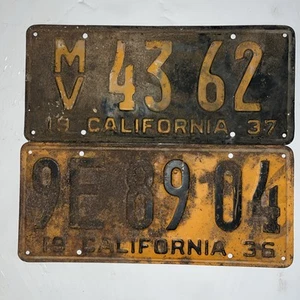 MV 43 62
19 CALIFORNIA 37
9E 89 04
19 CALIFORNIA 36